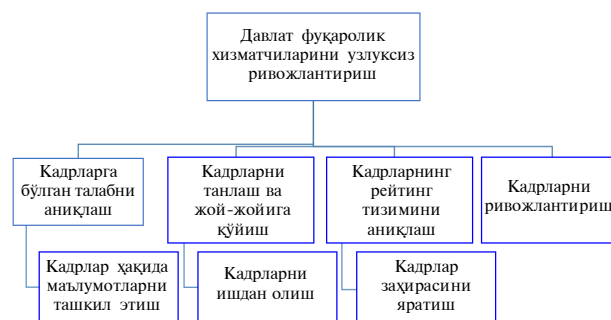 Давлат фуқаролик
хизматчиларини узлуксиз
ривожлантириш
Кадрларга
бўлган талабни
аниқлаш
Кадрларни
танлаш ва
жой-жойига
қўйиш
Кадрларнинг
рейтинг
тизимини
аниқлаш
Кадрларни
ривожлантириш
Кадрлар ҳақида
маълумотларни
ташкил этиш
Кадрларни
ишдан олиш
Кадрлар
заҳирасини
яратиш